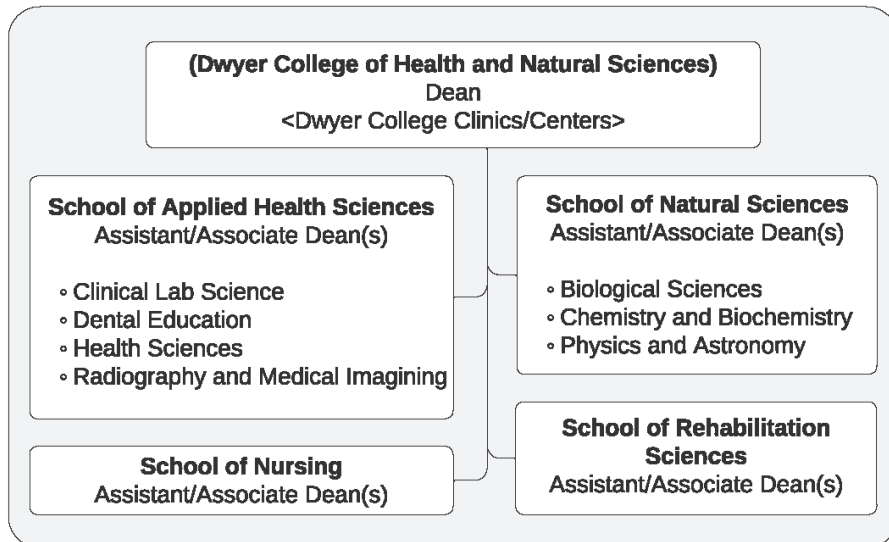 (Dwyer College of Health and Natural Sciences)
Dean
<Dwyer College Clinics/Centers>
School of Applied Health Sciences
Assistant/Associate Dean(s)
∘ Clinical Lab Science
∘ Dental Education
∘ Health Sciences
∘ Radiography and Medical Imagining
School of Natural Sciences
Assistant/Associate Dean(s)
∘ Biological Sciences
∘ Chemistry and Biochemistry
∘ Physics and Astronomy
School of Nursing
Assistant/Associate Dean(s)
School of Rehabilitation
Sciences
Assistant/Associate Dean(s)